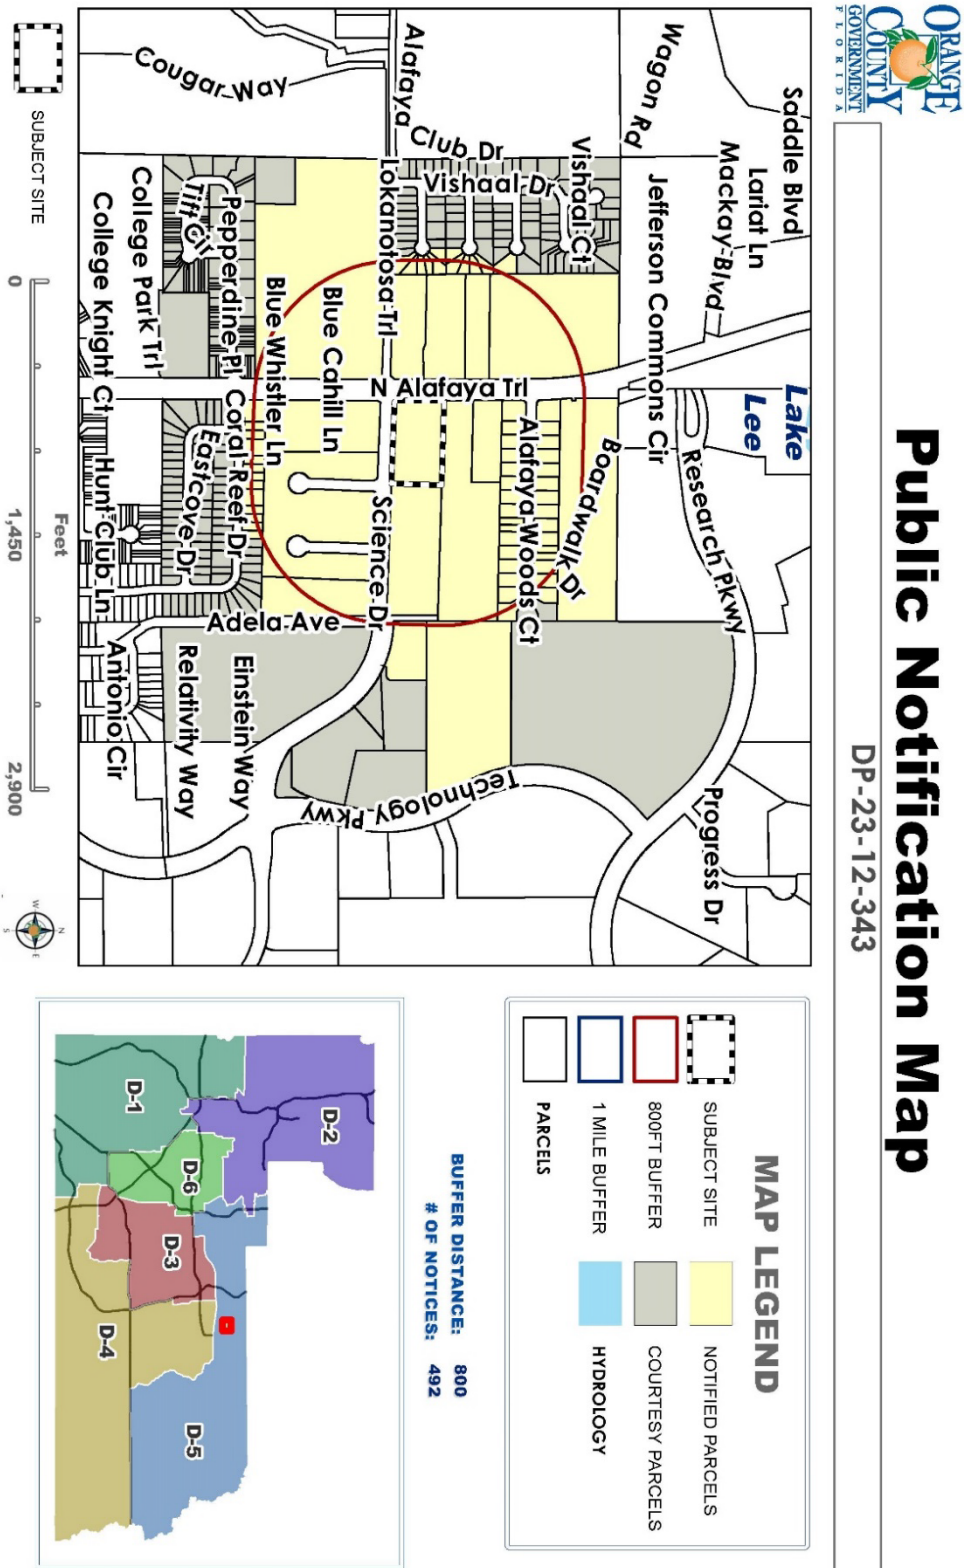 ORANGE
COUNTY
GOVERNMENT
FLORIDA
Public Notification Map
DP-23-12-343
Saddle Blvd
Lariat Ln
Mackay Blvd
Wagon Rd
Lake
Lee
Jefferson Commons Cir
Research Pkwy
Progress Dr
Vishaal Ct
Vishaal Dr
Club Dr
Alafaya
Boardwalk Dr
Alafaya Woods Ct
Technology Pkwy
Lokanotosa Trl
N Alafaya Trl
Science Dr
Cougar Way
Blue Cahill Ln
Blue Whistler Ln
Adela Ave
Einstein Way
Pepperdine Pl
Coral Reef Dr
Tift Cir
Eastcove Dr
Relativity Way
College Park Trl
College Knight Ct
Hunt Club Ln
Antonio Cir
SUBJECT SITE
0
1,450
2,900
Feet
N
W
E
S
MAP LEGEND
SUBJECT SITE
NOTIFIED PARCELS
800FT BUFFER
COURTESY PARCELS
1 MILE BUFFER
HYDROLOGY
PARCELS
BUFFER DISTANCE: 800
# OF NOTICES: 492
D-2
D-1
D-6
D-3
D-5
D-4